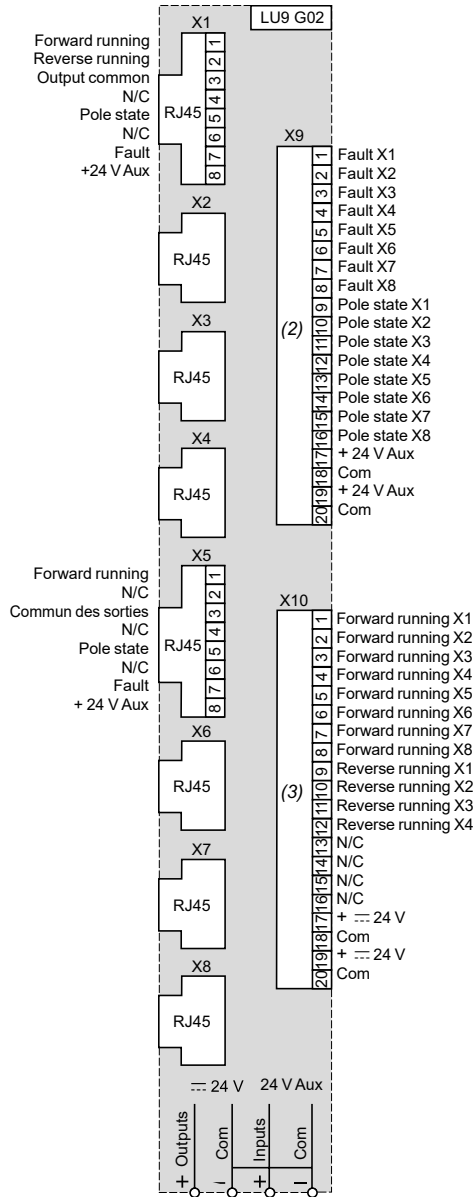 LU9 G02
X1
Forward running 1
Reverse running 2
Output common 3
N/C 4
Pole state 5
N/C 6
Fault 7
+24 V Aux 8
RJ45
X2
RJ45
X3
RJ45
X4
RJ45
X5
Forward running 1
N/C 2
Commun des sorties 3
N/C 4
Pole state 5
N/C 6
Fault 7
+ 24 V Aux 8
RJ45
X6
RJ45
X7
RJ45
X8
RJ45
X9
(2)
1 Fault X1
2 Fault X2
3 Fault X3
4 Fault X4
5 Fault X5
6 Fault X6
7 Fault X7
8 Fault X8
9 Pole state X1
10 Pole state X2
11 Pole state X3
12 Pole state X4
13 Pole state X5
14 Pole state X6
15 Pole state X7
16 Pole state X8
17 + 24 V Aux
18 Com
19 + 24 V Aux
20 Com
X10
(3)
1 Forward running X1
2 Forward running X2
3 Forward running X3
4 Forward running X4
5 Forward running X5
6 Forward running X6
7 Forward running X7
8 Forward running X8
9 Reverse running X1
10 Reverse running X2
11 Reverse running X3
12 Reverse running X4
13 N/C
14 N/C
15 N/C
16 N/C
17 + ⎓ 24 V
18 Com
19 + ⎓ 24 V
20 Com
⎓ 24 V 24 V Aux
+ Outputs
– Com
+ Inputs
– Com